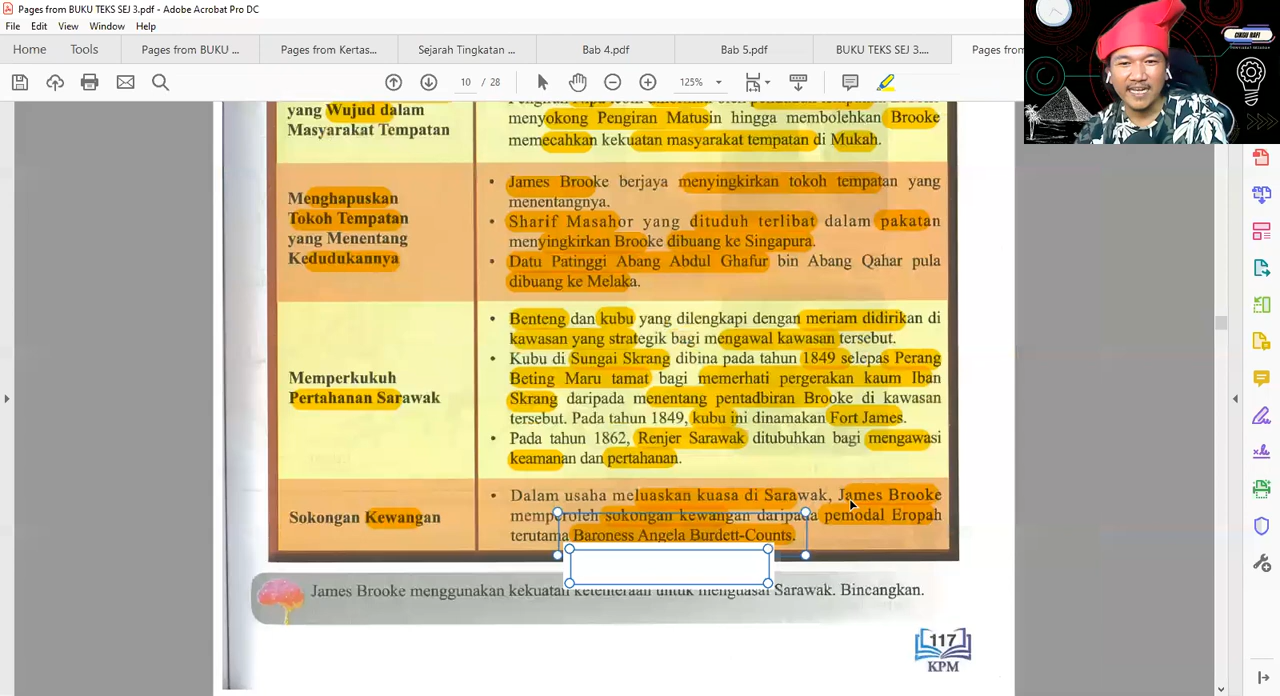 Pages from BUKU TEKS SEJ 3.pdf - Adobe Acrobat Pro DC
File Edit View Window Help
Home Tools Pages from BUKU ... Pages from Kertas... Sejarah Tingkatan ... Bab 4.pdf Bab 5.pdf BUKU TEKS SEJ 3.... Pages from
10 / 28 125%
CIKGU RAFI
yang Wujud dalam
Masyarakat Tempatan
menyokong Pengiran Matusin hingga membolehkan Brooke
memecahkan kekuatan masyarakat tempatan di Mukah.
Menghapuskan
Tokoh Tempatan
yang Menentang
Kedudukannya
• James Brooke berjaya menyingkirkan tokoh tempatan yang
menentangnya.
• Sharif Masahor yang dituduh terlibat dalam pakatan
menyingkirkan Brooke dibuang ke Singapura.
• Datu Patinggi Abang Abdul Ghafur bin Abang Qahar pula
dibuang ke Melaka.
Memperkukuh
Pertahanan Sarawak
• Benteng dan kubu yang dilengkapi dengan meriam didirikan di
kawasan yang strategik bagi mengawal kawasan tersebut.
• Kubu di Sungai Skrang dibina pada tahun 1849 selepas Perang
Beting Maru tamat bagi memerhati pergerakan kaum Iban
Skrang daripada menentang pentadbiran Brooke di kawasan
tersebut. Pada tahun 1849, kubu ini dinamakan Fort James.
• Pada tahun 1862, Renjer Sarawak ditubuhkan bagi mengawasi
keamanan dan pertahanan.
Sokongan Kewangan
• Dalam usaha meluaskan kuasa di Sarawak, James Brooke
memperoleh sokongan kewangan daripada pemodal Eropah
terutama Baroness Angela Burdett-Counts.
James Brooke menggunakan kekuatan ketenteraan untuk menguasai Sarawak. Bincangkan.
117
KPM